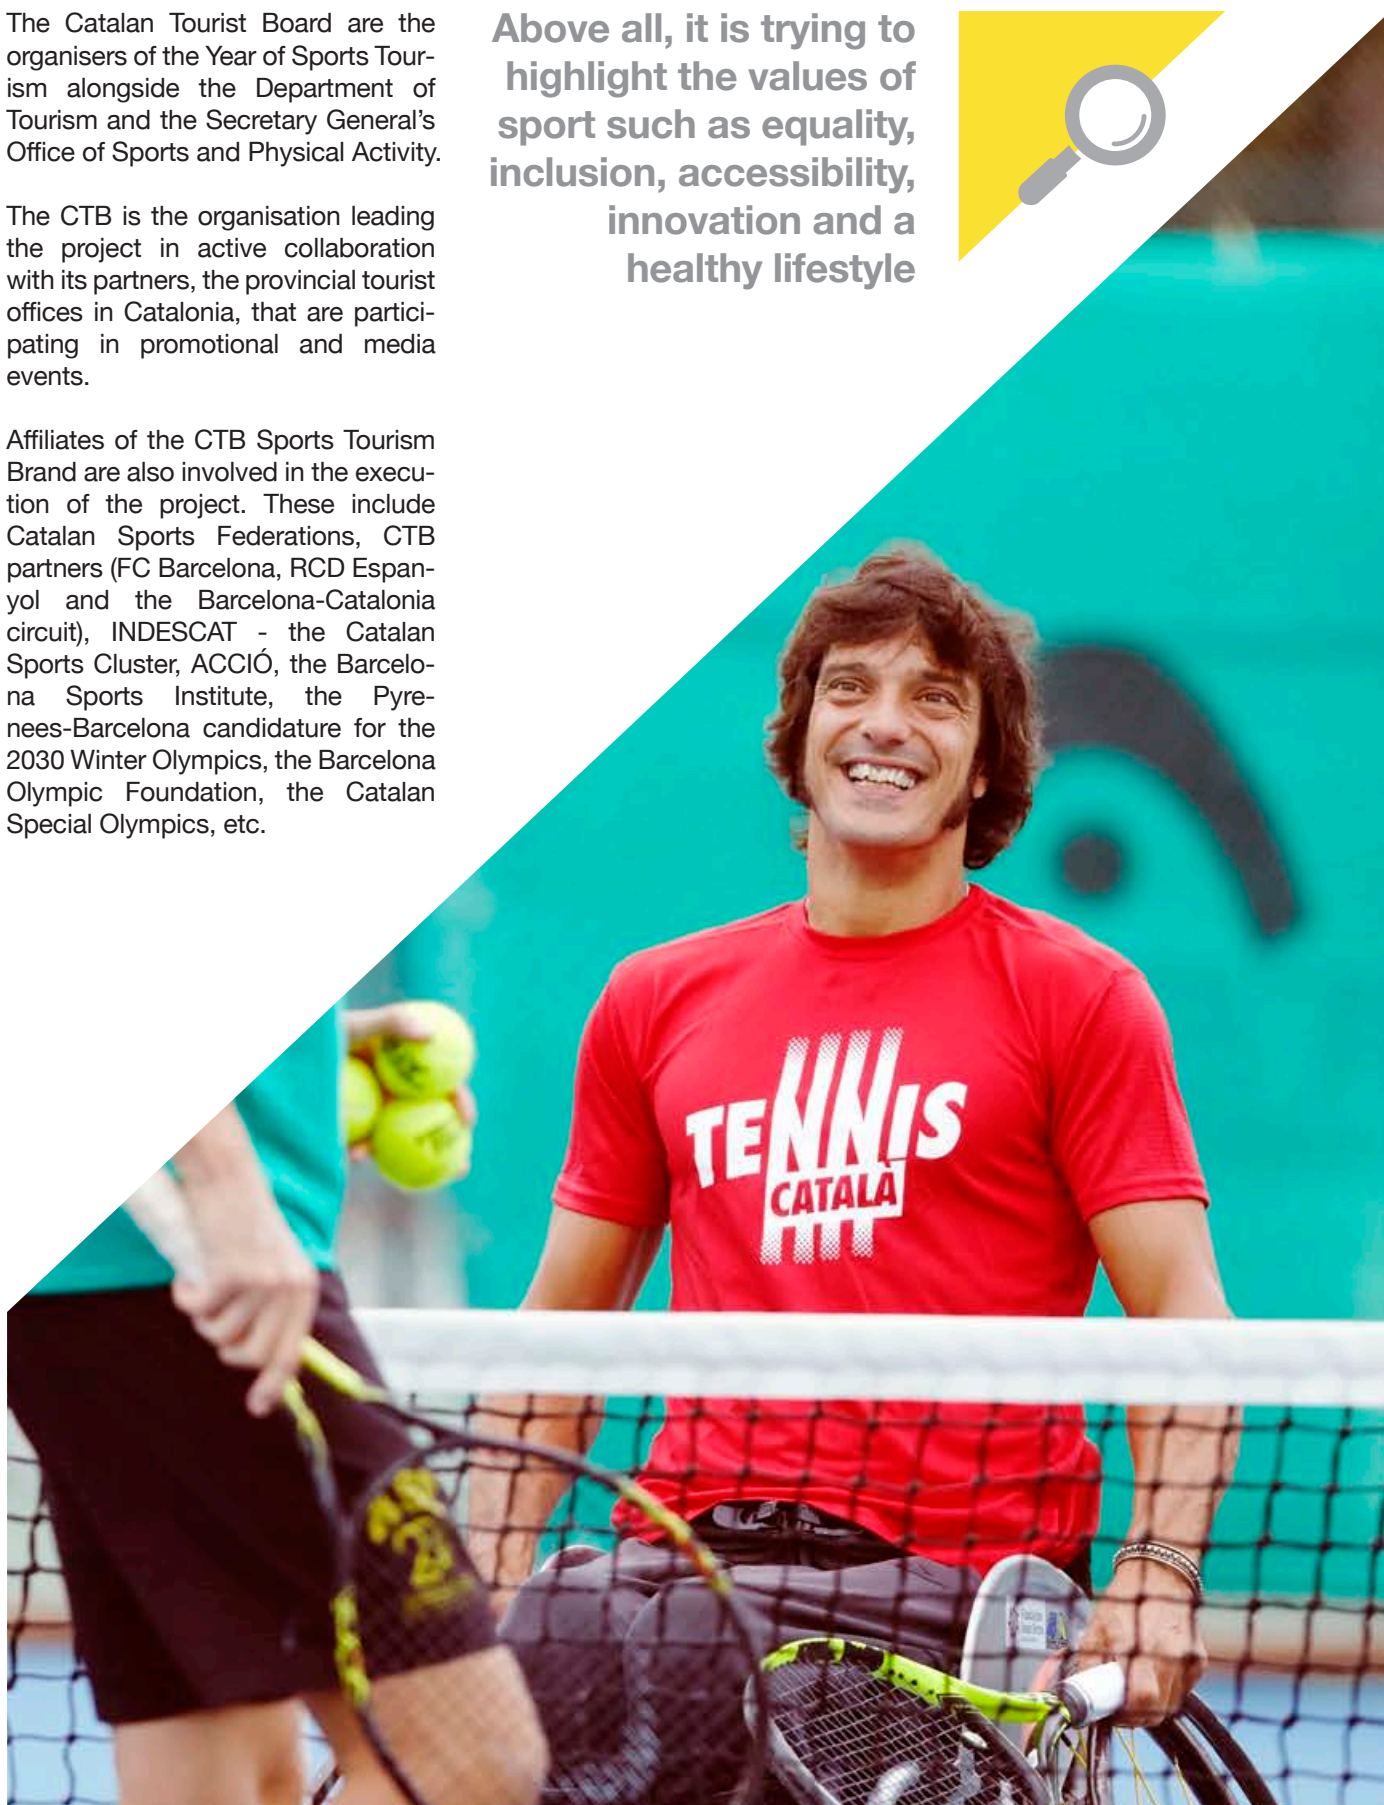 The Catalan Tourist Board are the
organisers of the Year of Sports Tour-
ism alongside the Department of
Tourism and the Secretary General’s
Office of Sports and Physical Activity.
The CTB is the organisation leading
the project in active collaboration
with its partners, the provincial tourist
offices in Catalonia, that are partici-
pating in promotional and media
events.
Affiliates of the CTB Sports Tourism
Brand are also involved in the execu-
tion of the project. These include
Catalan Sports Federations, CTB
partners (FC Barcelona, RCD Espan-
yol and the Barcelona-Catalonia
circuit), INDESCAT - the Catalan
Sports Cluster, ACCIÓ, the Barcelo-
na Sports Institute, the Pyre-
nees-Barcelona candidature for the
2030 Winter Olympics, the Barcelona
Olympic Foundation, the Catalan
Special Olympics, etc.
Above all, it is trying to
highlight the values of
sport such as equality,
inclusion, accessibility,
innovation and a
healthy lifestyle
TENNIS
CATALÀ